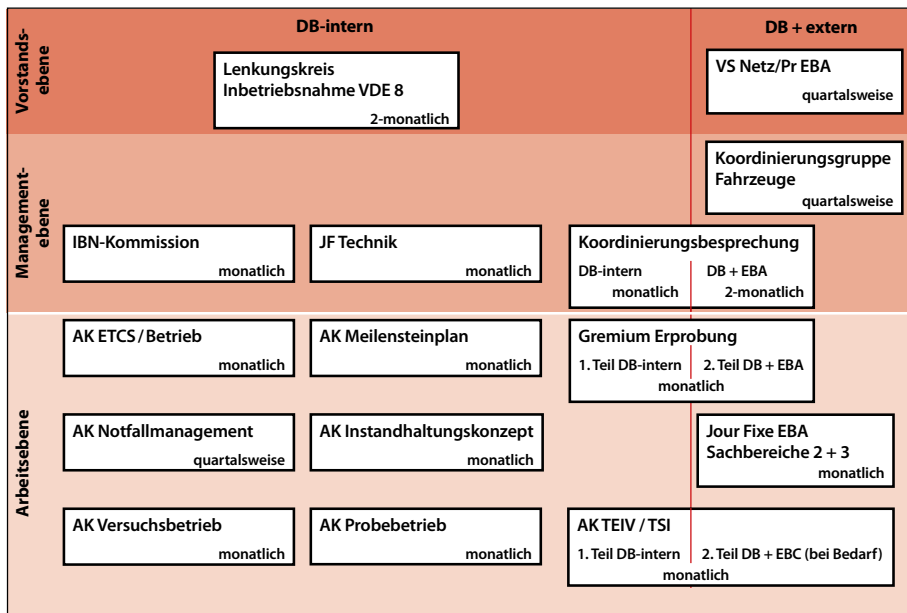 DB-intern
DB + extern
Vorstands-
ebene
Lenkungskreis
Inbetriebsnahme VDE 8
2-monatlich
VS Netz/Pr EBA
quartalsweise
Management-
ebene
Koordinierungsgruppe
Fahrzeuge
quartalsweise
IBN-Kommission
monatlich
JF Technik
monatlich
Koordinierungsbesprechung
DB-intern
monatlich
DB + EBA
2-monatlich
Arbeitsebene
AK ETCS / Betrieb
monatlich
AK Meilensteinplan
monatlich
Gremium Erprobung
1. Teil DB-intern
2. Teil DB + EBA
monatlich
AK Notfallmanagement
quartalsweise
AK Instandhaltungskonzept
monatlich
Jour Fixe EBA
Sachbereiche 2 + 3
monatlich
AK Versuchsbetrieb
monatlich
AK Probebetrieb
monatlich
AK TEIV / TSI
1. Teil DB-intern
2. Teil DB + EBC (bei Bedarf)
monatlich